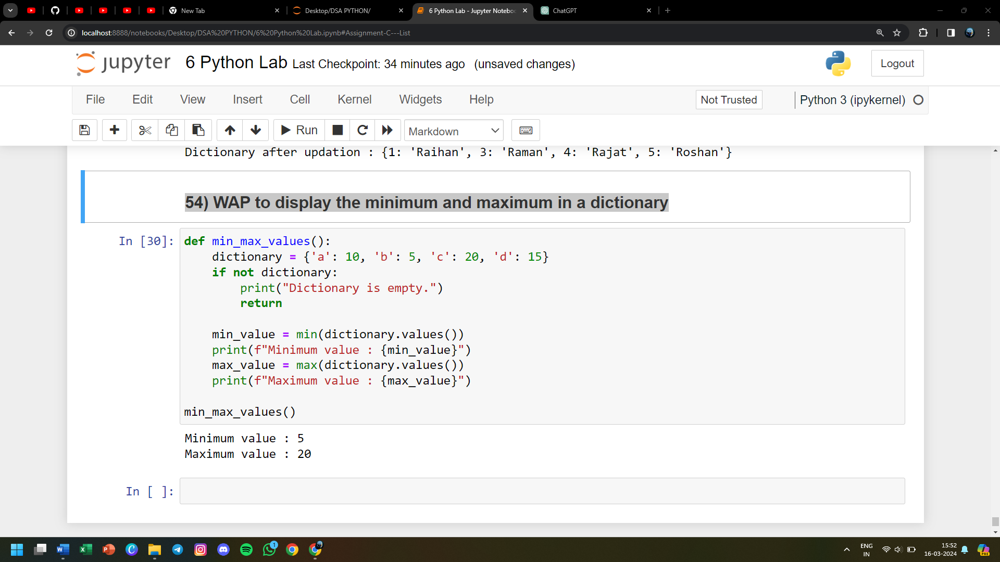 New Tab
Desktop/DSA PYTHON/
6 Python Lab - Jupyter Noteboo
ChatGPT
localhost:8888/notebooks/Desktop/DSA%20PYTHON/6%20Python%20Lab.ipynb#Assignment-C---List
jupyter 6 Python Lab Last Checkpoint: 34 minutes ago (unsaved changes)
Logout
File Edit View Insert Cell Kernel Widgets Help
Not Trusted
Python 3 (ipykernel)
Run
Markdown
Dictionary after updation : {1: 'Raihan', 3: 'Raman', 4: 'Rajat', 5: 'Roshan'}
54) WAP to display the minimum and maximum in a dictionary
In [30]:
def min_max_values():
    dictionary = {'a': 10, 'b': 5, 'c': 20, 'd': 15}
    if not dictionary:
        print("Dictionary is empty.")
        return
    min_value = min(dictionary.values())
    print(f"Minimum value : {min_value}")
    max_value = max(dictionary.values())
    print(f"Maximum value : {max_value}")
min_max_values()
Minimum value : 5
Maximum value : 20
In [ ]:
1
ENG
IN
15:52
16-03-2024
PRE